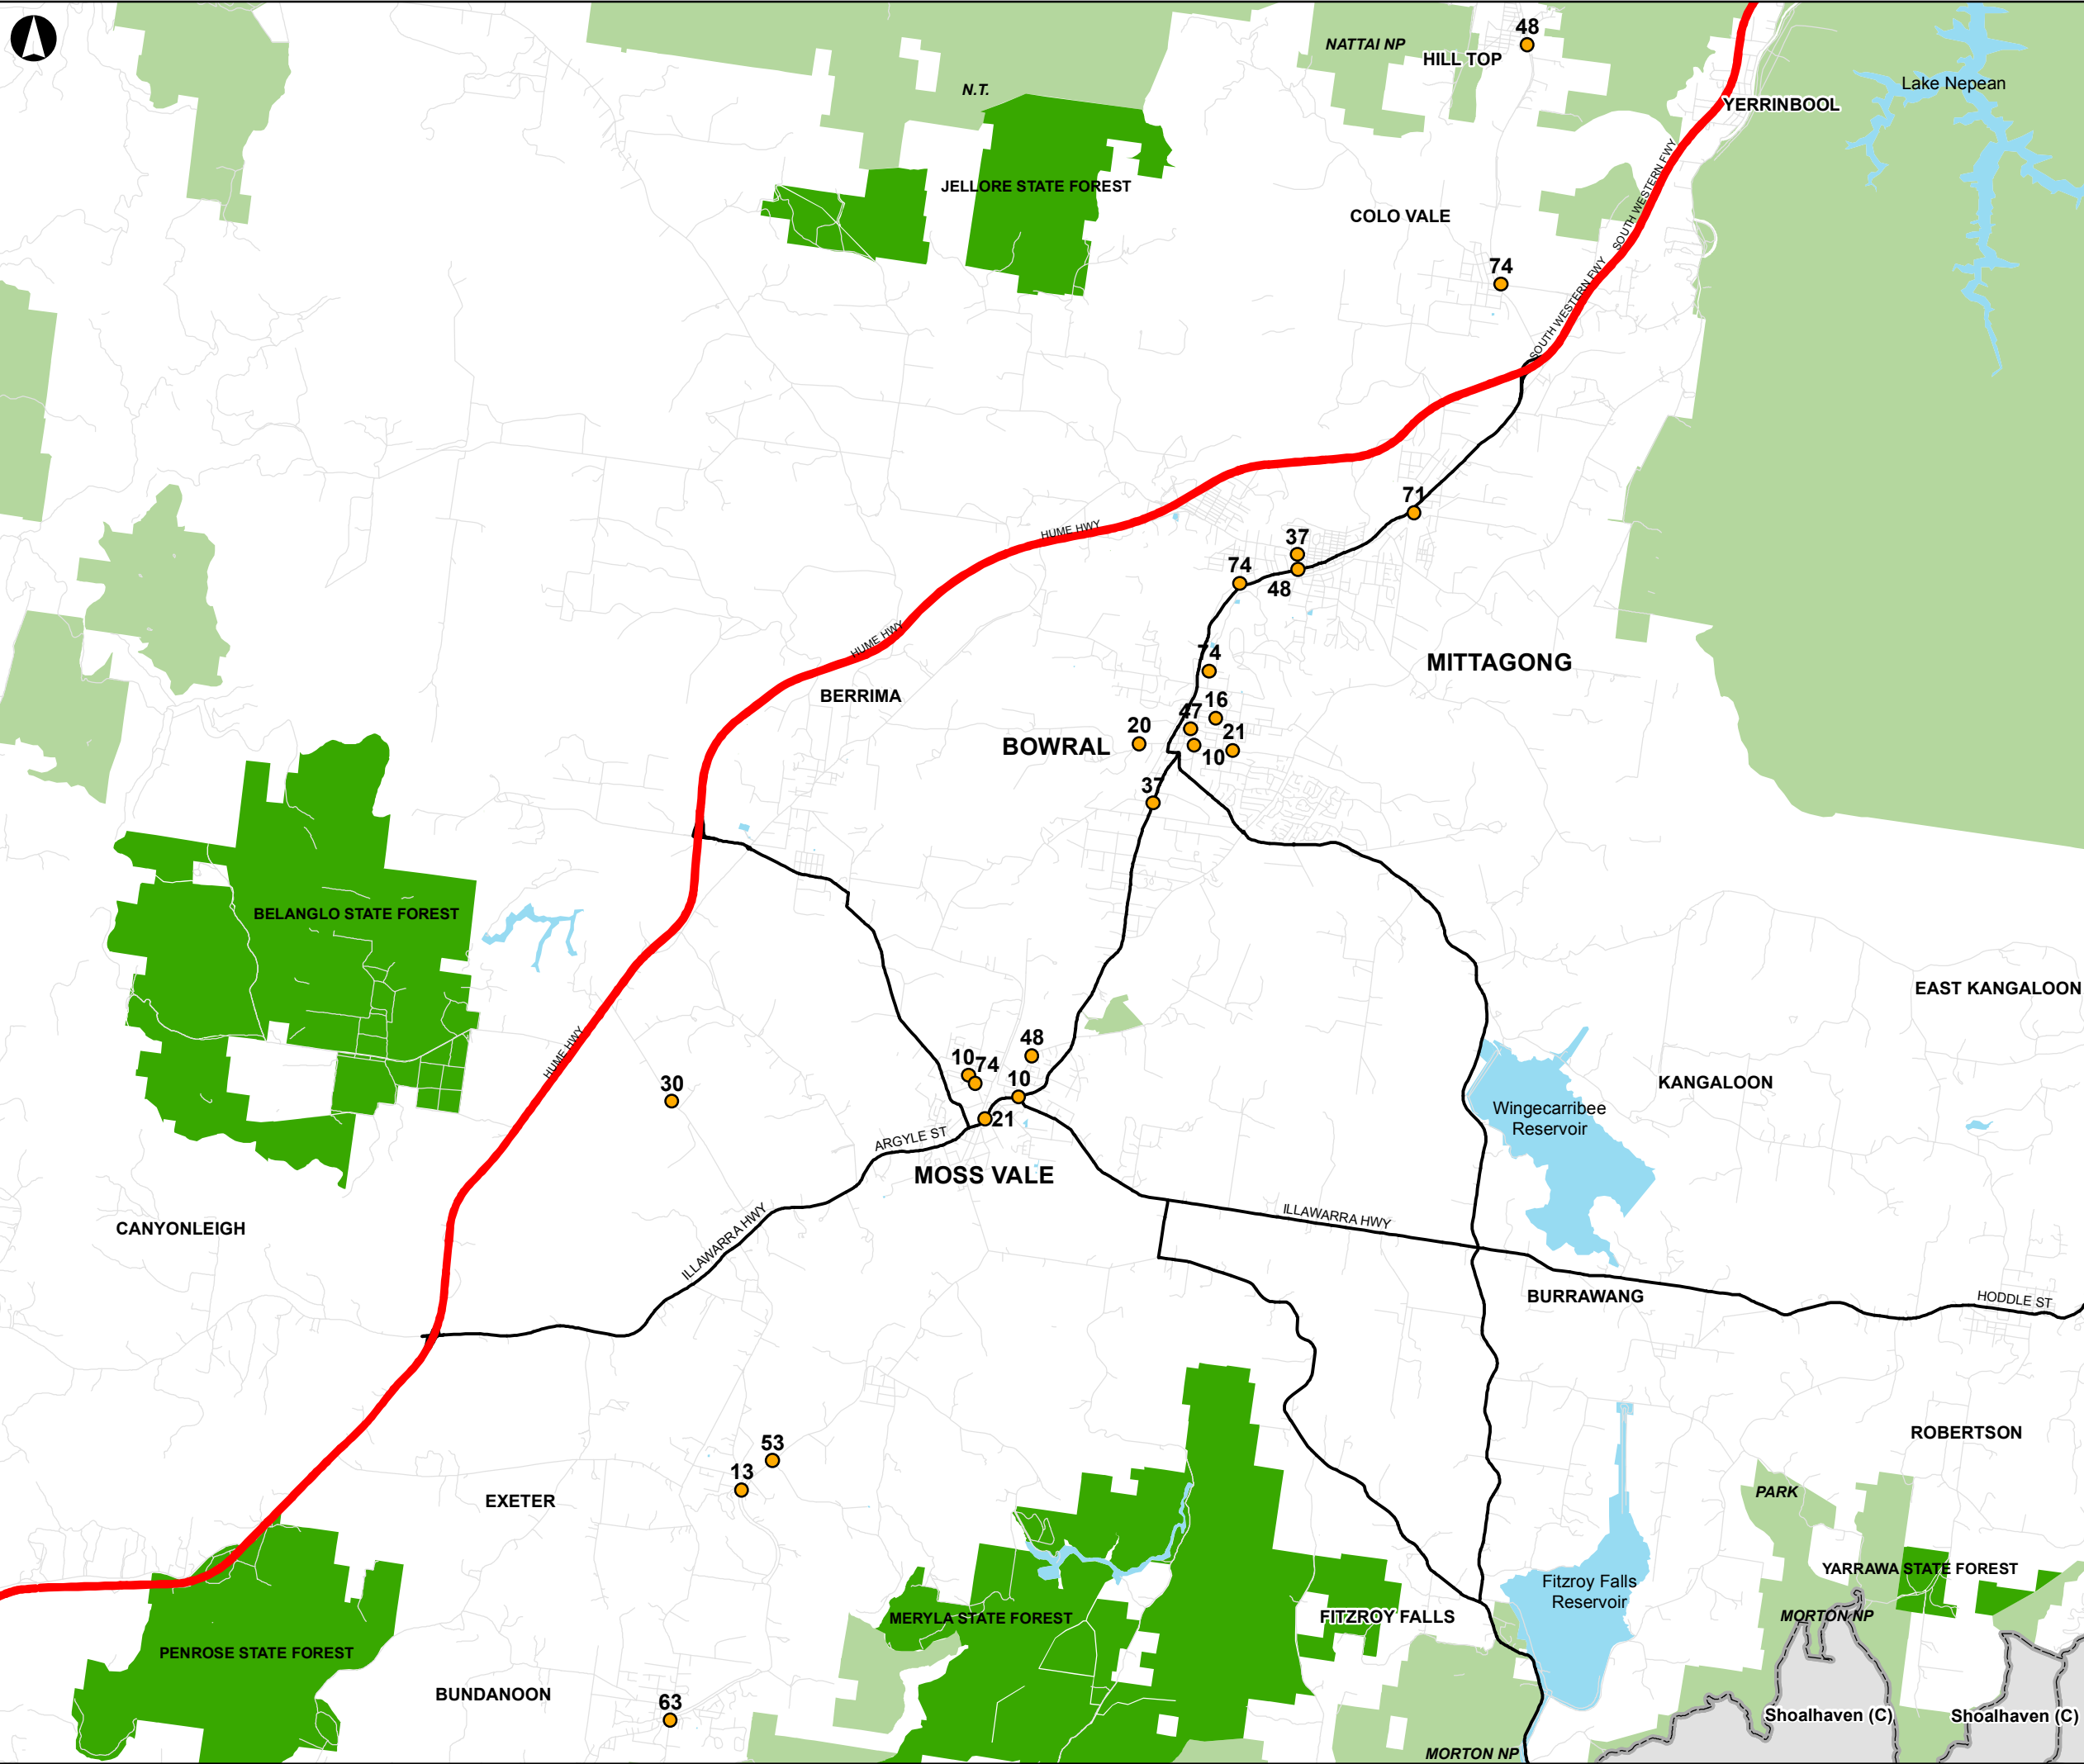 48
NATTAI NP
HILL TOP
Lake Nepean
N.T.
YERRINBOOL
JELLORE STATE FOREST
SOUTH WESTERN FWY
COLO VALE
74
SOUTH WESTERN FWY
71
HUME HWY
37
74
48
HUME HWY
74
MITTAGONG
BERRIMA
16
47
20
21
BOWRAL
10
37
BELANGLO STATE FOREST
EAST KANGALOON
HUME HWY
48
10
74
30
10
KANGALOON
Wingecarribee
Reservoir
21
ARGYLE ST
MOSS VALE
CANYONLEIGH
ILLAWARRA HWY
ILLAWARRA HWY
BURRAWANG
HODDLE ST
ROBERTSON
53
13
PARK
EXETER
YARRAWA STATE FOREST
Fitzroy Falls
Reservoir
MERYLA STATE FOREST
FITZROY FALLS
MORTON NP
PENROSE STATE FOREST
BUNDANOON
63
Shoalhaven (C)
Shoalhaven (C)
MORTON NP